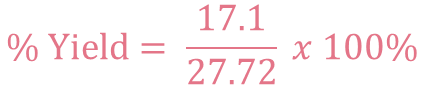 % Yield = 17.1/27.72 x 100%